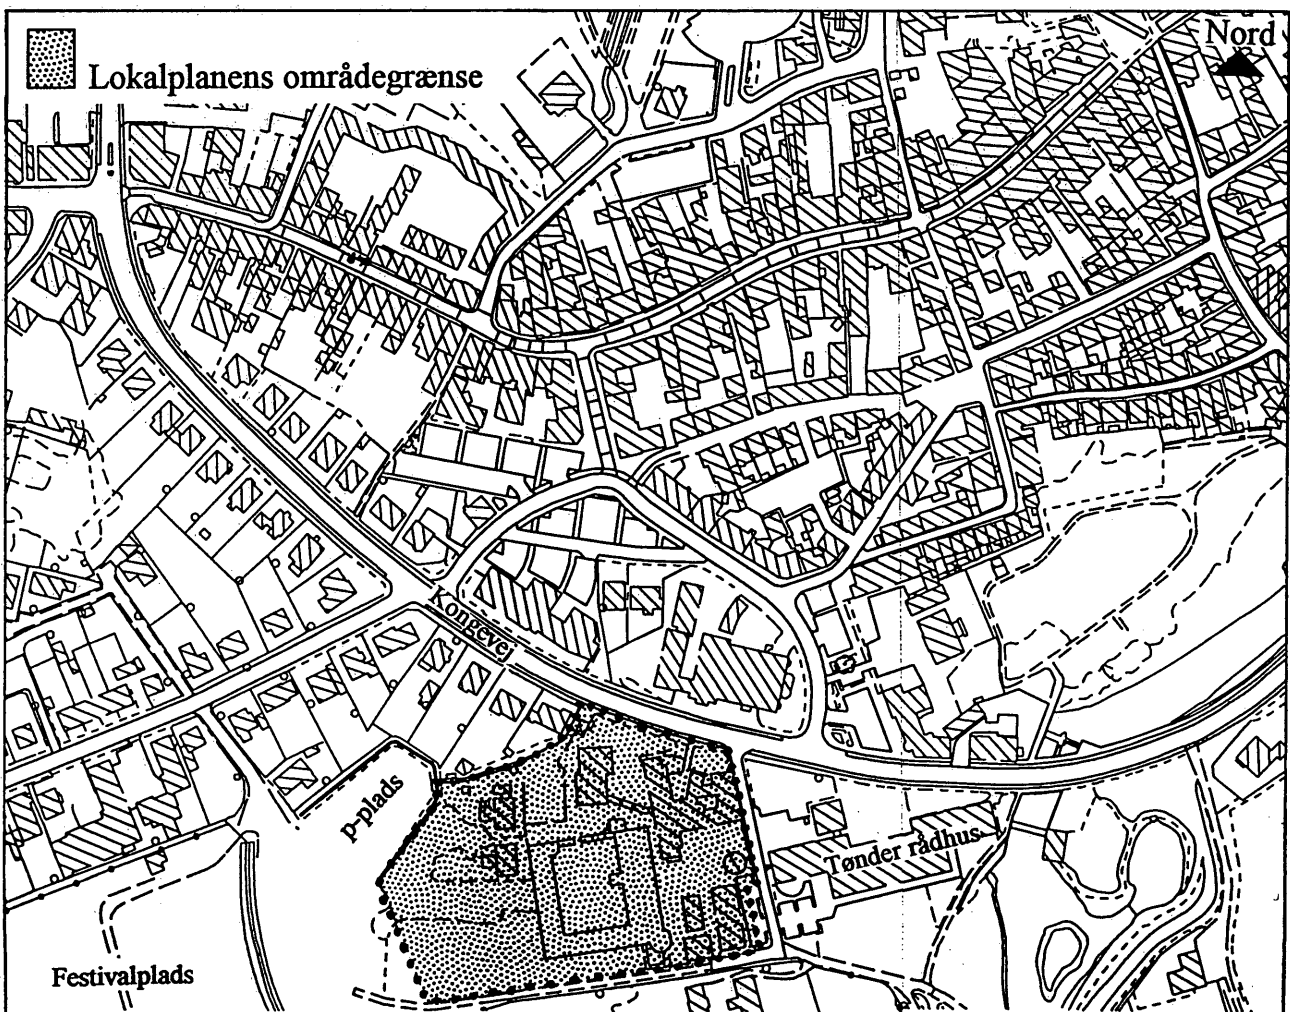 Nord
Lokalplanens områdegrænse
Kongevej
p-plads
Tønder rådhus
Festivalplads